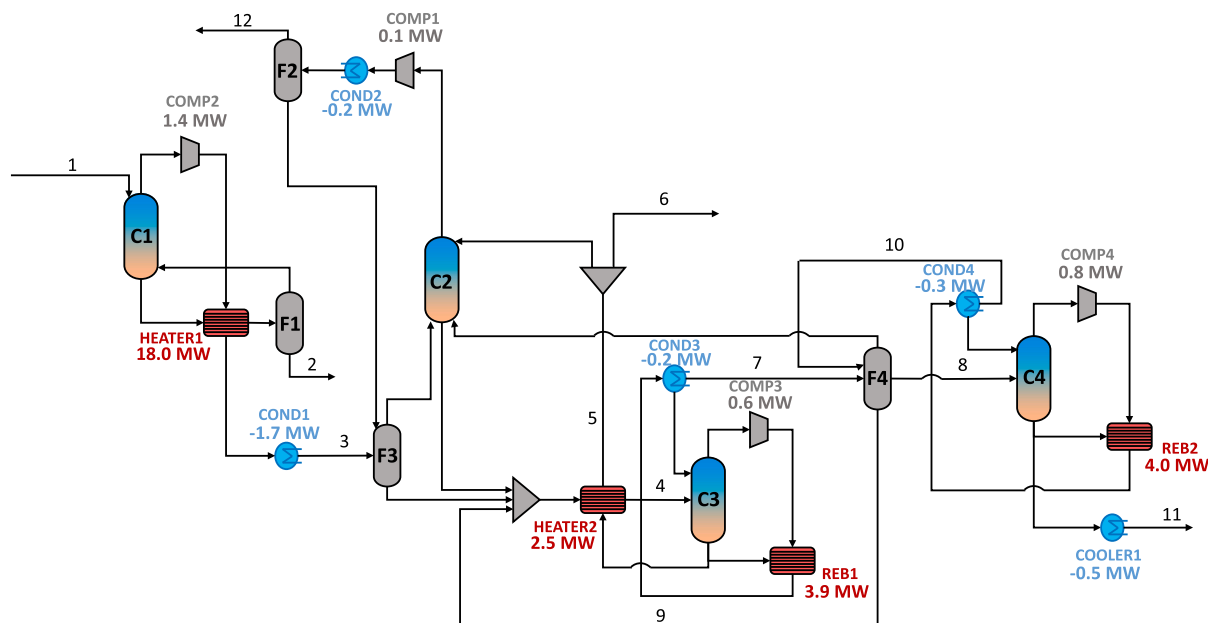 12
COMP1
0.1 MW
F2
COND2
-0.2 MW
COMP2
1.4 MW
1
C1
HEATER1
18.0 MW
F1
2
COND1
-1.7 MW
3
F3
C2
6
5
HEATER2
2.5 MW
4
COND3
-0.2 MW
7
COMP3
0.6 MW
C3
REB1
3.9 MW
9
F4
10
COND4
-0.3 MW
COMP4
0.8 MW
8
C4
REB2
4.0 MW
11
COOLER1
-0.5 MW